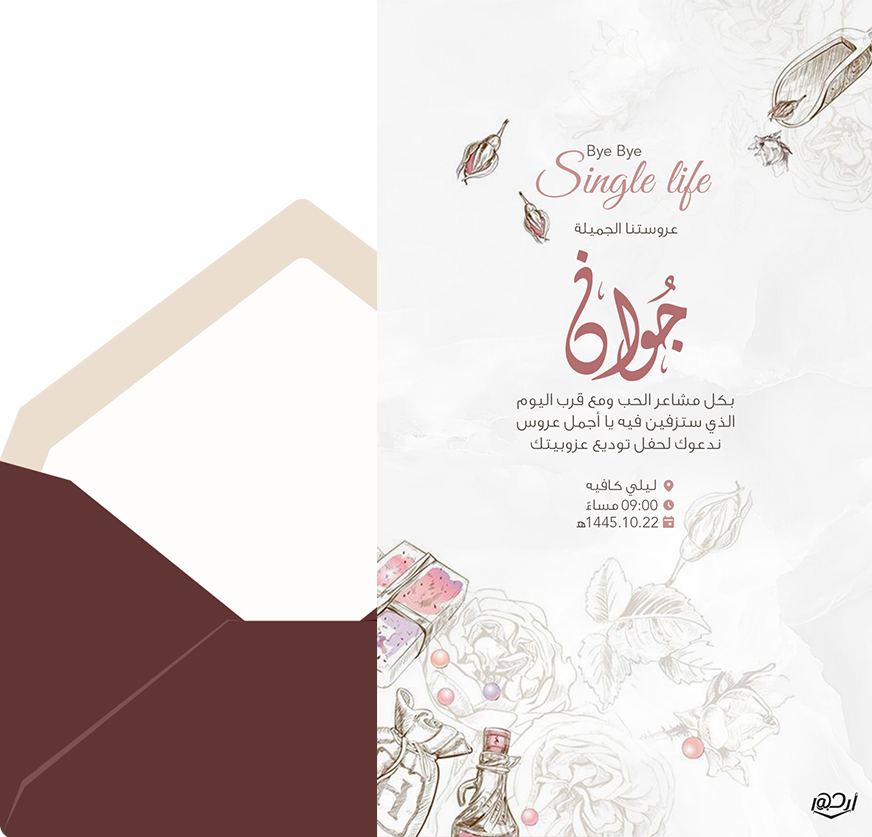 Bye Bye
Single life
عروستنا الجميلة
جُوان
بكل مشاعر الحب ومع قرب اليوم
الذي ستزفين فيه يا أجمل عروس
ندعوك لحفل توديع عزوبيتك
ليلي كافيه
09:00 مساءً
1445.10.22هـ